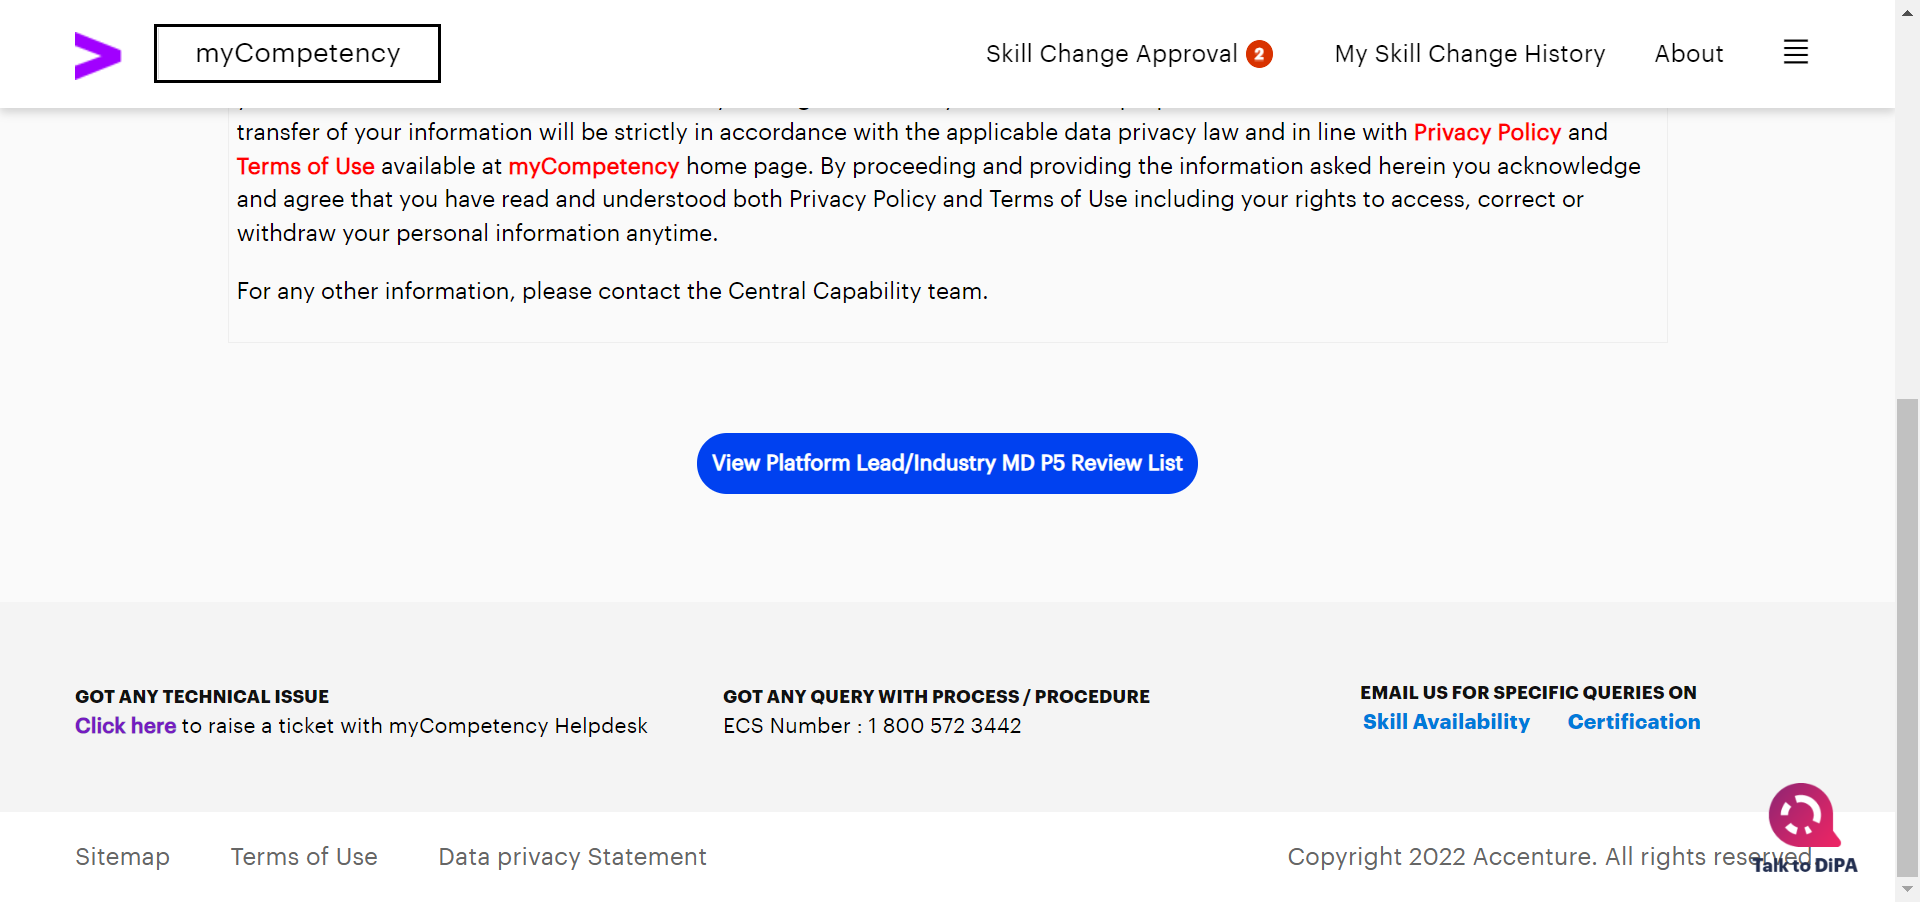 myCompetency
Skill Change Approval 2
My Skill Change History
About
transfer of your information will be strictly in accordance with the applicable data privacy law and in line with Privacy Policy and
Terms of Use available at myCompetency home page. By proceeding and providing the information asked herein you acknowledge
and agree that you have read and understood both Privacy Policy and Terms of Use including your rights to access, correct or
withdraw your personal information anytime.
For any other information, please contact the Central Capability team.
View Platform Lead/Industry MD P5 Review List
GOT ANY TECHNICAL ISSUE
Click here to raise a ticket with myCompetency Helpdesk
GOT ANY QUERY WITH PROCESS / PROCEDURE
ECS Number : 1 800 572 3442
EMAIL US FOR SPECIFIC QUERIES ON
Skill Availability Certification
Sitemap
Terms of Use
Data privacy Statement
Copyright 2022 Accenture. All rights reserved.
Talk to DiPA